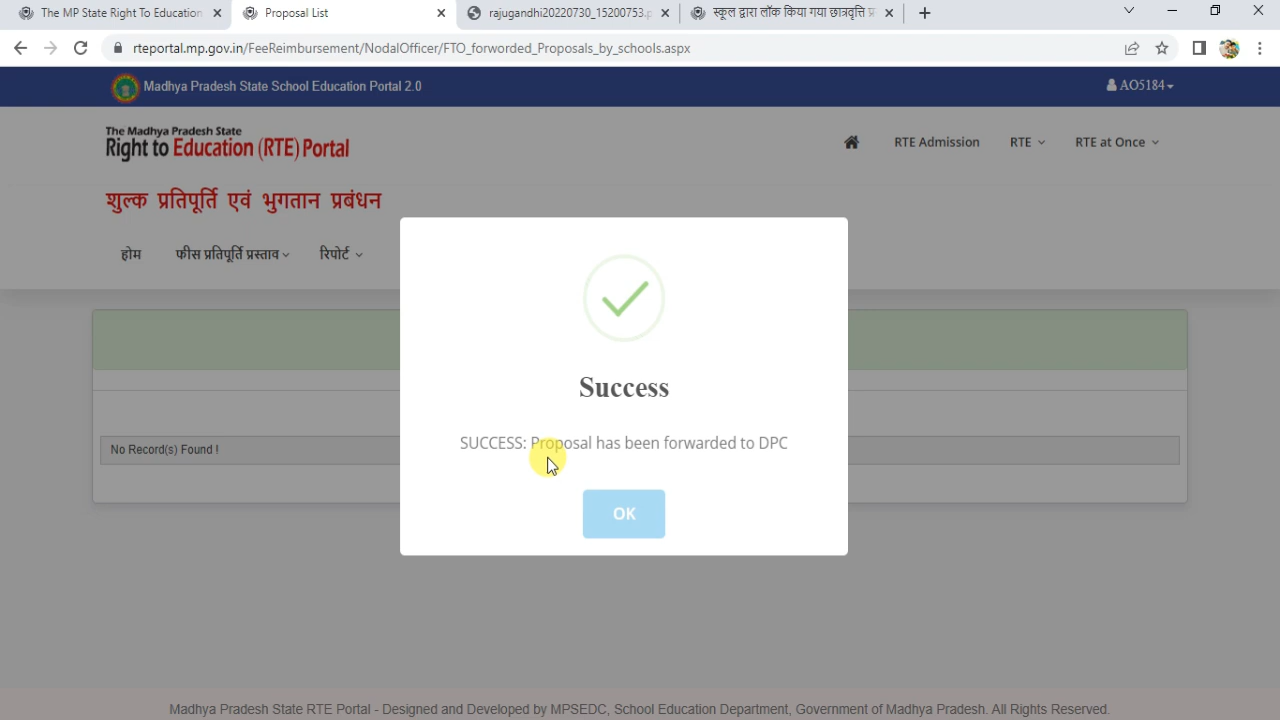 The MP State Right To Education
Proposal List
rajugandhi20220730_15200753.p
स्कूल द्वारा लॉक किया गया छात्रवृत्ति प्र
rteportal.mp.gov.in/FeeReimbursement/NodalOfficer/FTO_forwarded_Proposals_by_schools.aspx
Madhya Pradesh State School Education Portal 2.0
AO5184
The Madhya Pradesh State
Right to Education (RTE) Portal
RTE Admission
RTE
RTE at Once
शुल्क प्रतिपूर्ति एवं भुगतान प्रबंधन
होम
फीस प्रतिपूर्ति प्रस्ताव
रिपोर्ट
Success
SUCCESS: Proposal has been forwarded to DPC
No Record(s) Found !
OK
Madhya Pradesh State RTE Portal - Designed and Developed by MPSEDC, School Education Department, Government of Madhya Pradesh. All Rights Reserved.